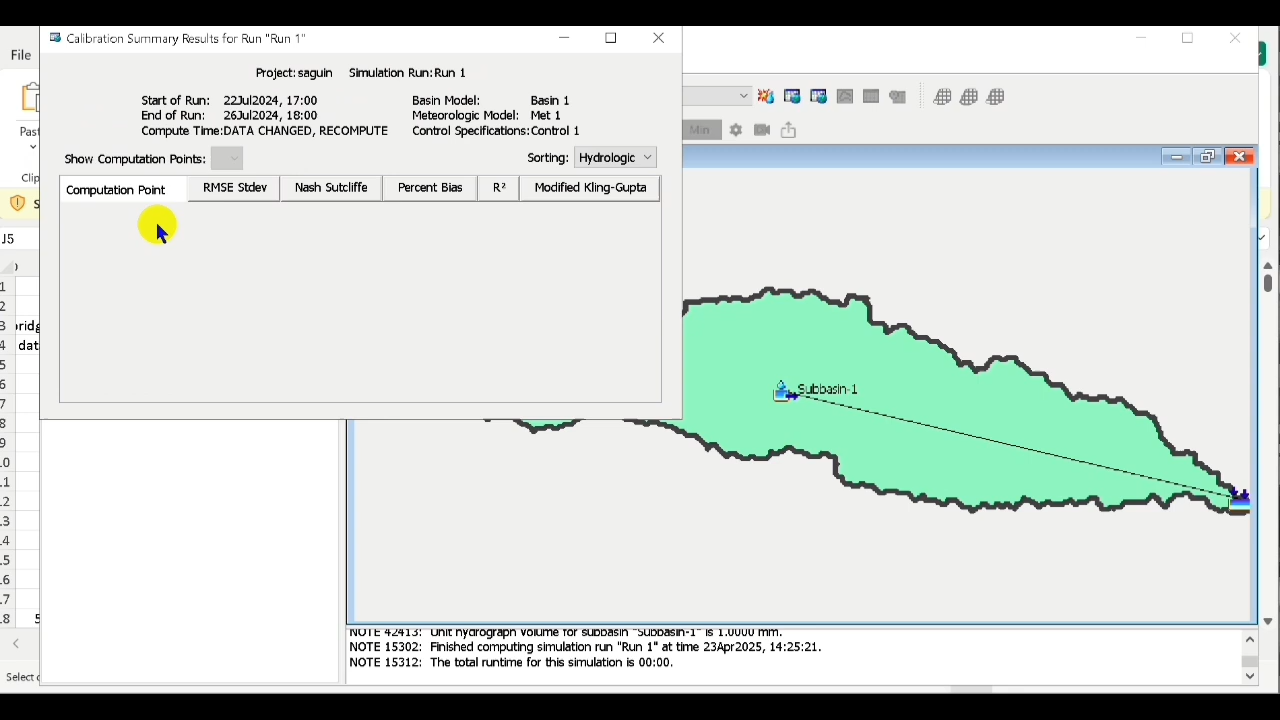 Calibration Summary Results for Run "Run 1"
File
Project: saguin Simulation Run: Run 1
Start of Run: 22Jul2024, 17:00 Basin Model: Basin 1
End of Run: 26Jul2024, 18:00 Meteorologic Model: Met 1
Compute Time:DATA CHANGED, RECOMPUTE Control Specifications: Control 1
Min
Show Computation Points: Sorting: Hydrologic
Computation Point RMSE Stdev Nash Sutcliffe Percent Bias R² Modified Kling-Gupta
J5
Subbasin-1
NOTE 42413: Unit hydrograph volume for subbasin "Subbasin-1" is 1.0000 mm.
NOTE 15302: Finished computing simulation run "Run 1" at time 23Apr2025, 14:25:21.
NOTE 15312: The total runtime for this simulation is 00:00.